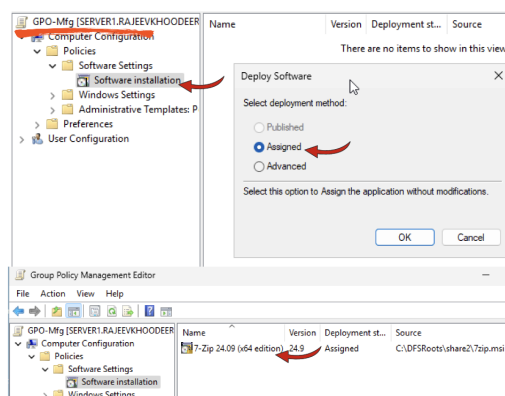 GPO-Mfg [SERVER1.RAJEEVKHOODEER
Name Version Deployment st... Source
Computer Configuration
There are no items to show in this view
Policies
Software Settings
Software installation
Windows Settings
Administrative Templates: P
Preferences
User Configuration
Deploy Software
Select deployment method:
Published
Assigned
Advanced
Select this option to Assign the application without modifications.
OK Cancel
Group Policy Management Editor
File Action View Help
GPO-Mfg [SERVER1.RAJEEVKHOODEER
Name Version Deployment st... Source
Computer Configuration
7-Zip 24.09 (x64 edition) 24.9 Assigned C:\DFSRoots\share2\7zip.msi
Policies
Software Settings
Software installation
Windows Settings